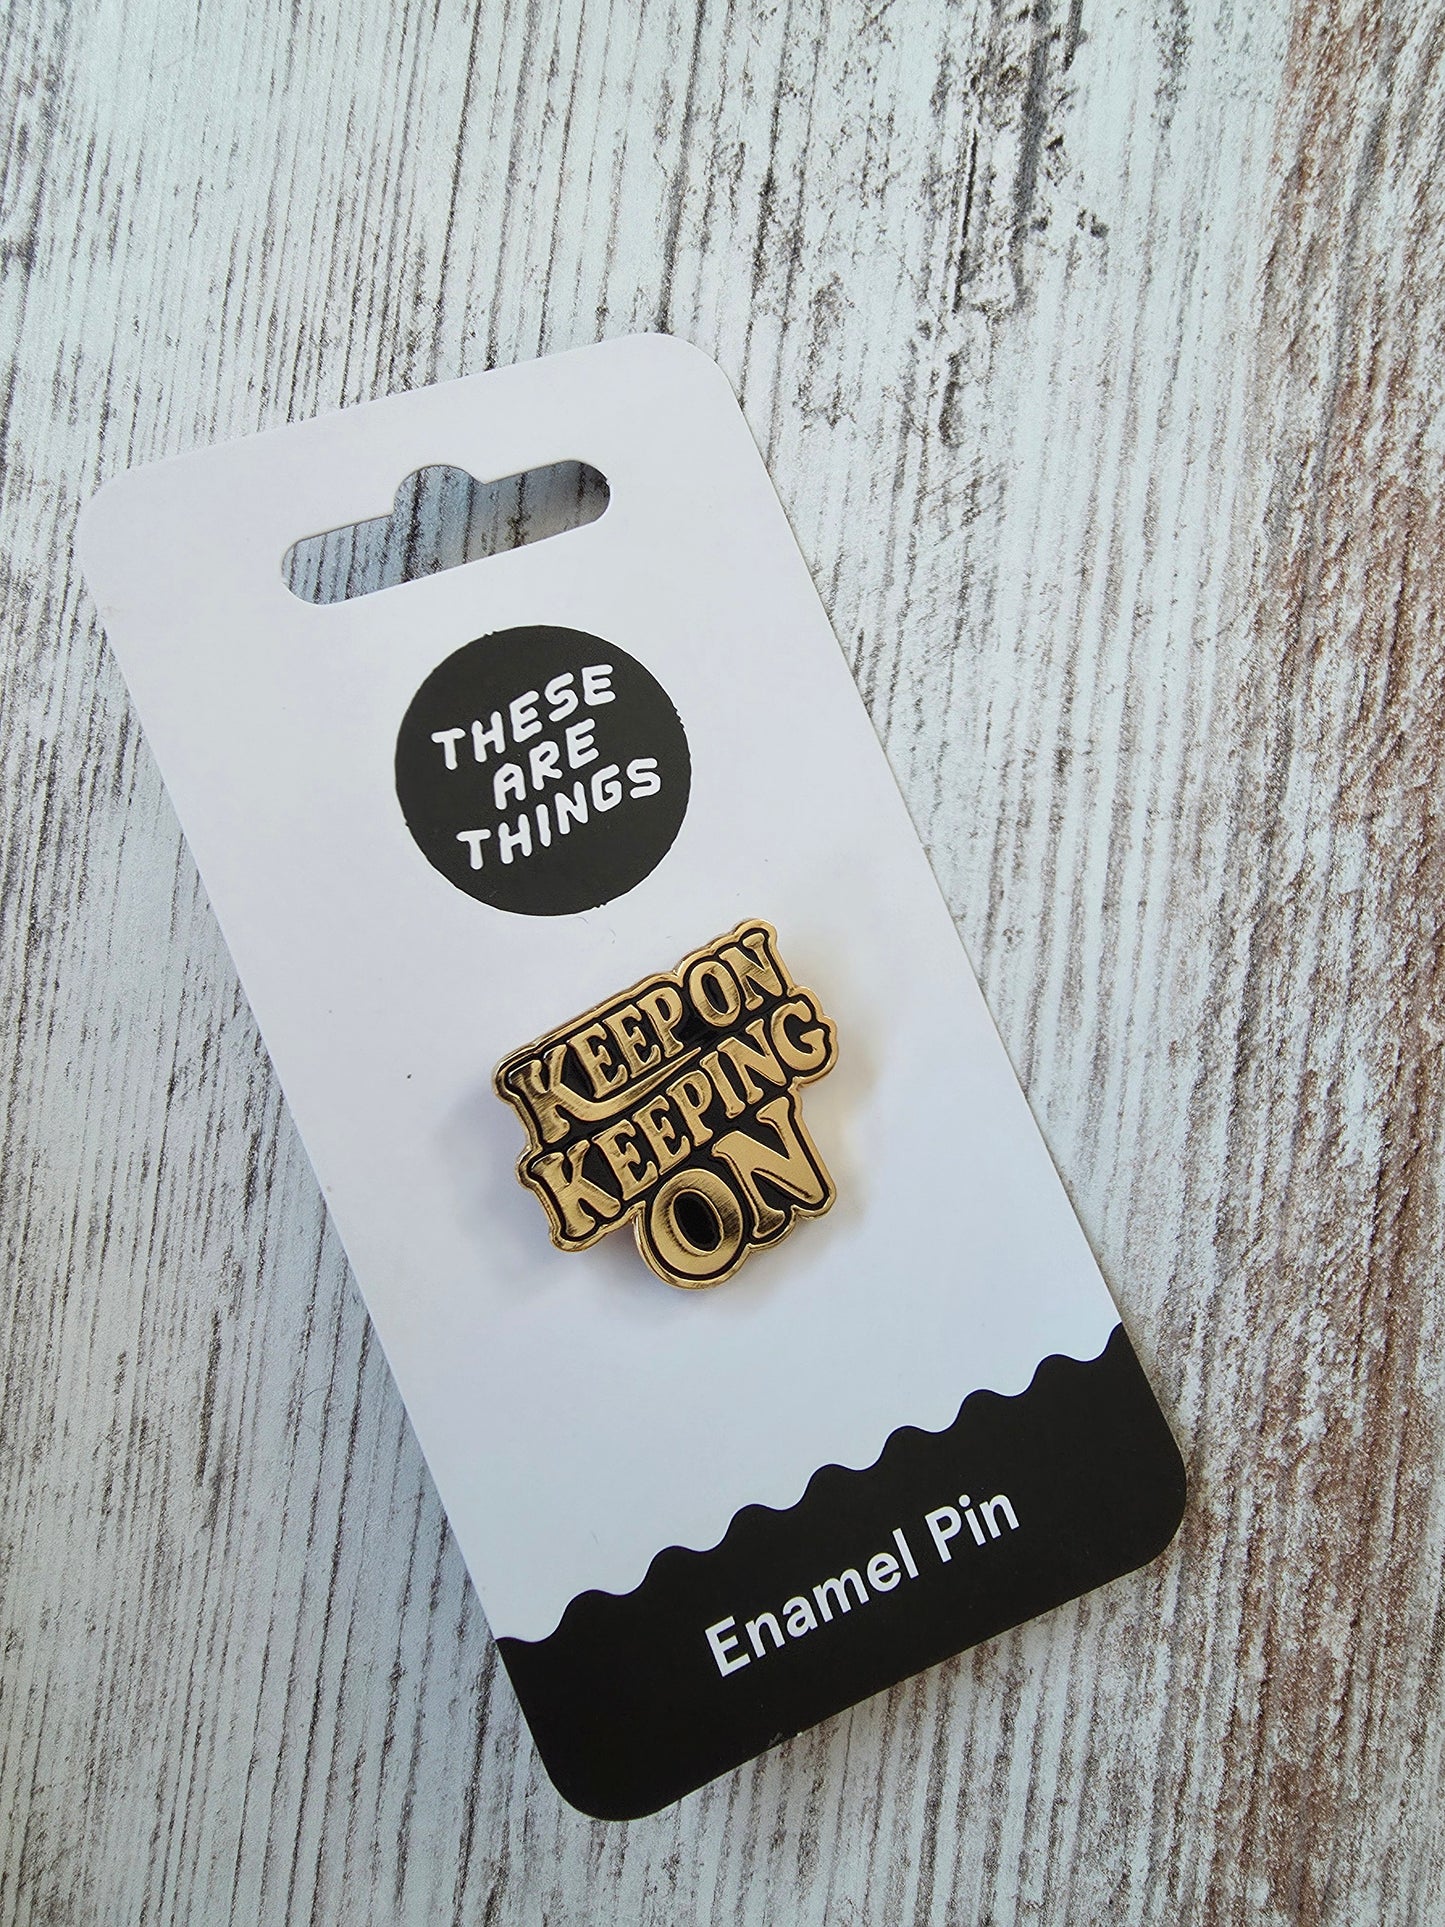 THESE
ARE
THINGS
KEEP ON
KEEPING
ON
Enamel Pin